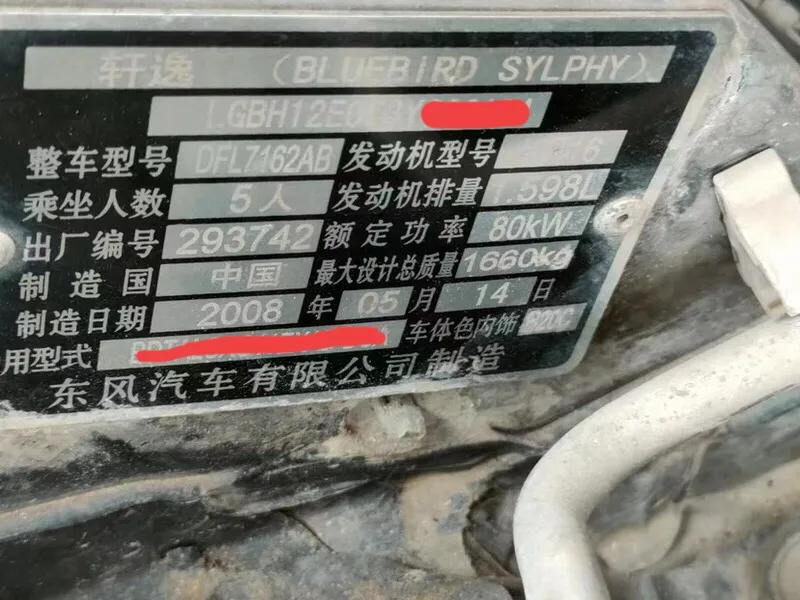 轩逸 (BLUEBiRD SYLPHY)
LGBH12E
整车型号 DFL7162AB 发动机型号
乘坐人数 5人 发动机排量 1.598L
出厂编号 293742 额定功率 80kW
制造国 中国 最大设计总质量 1660kg
制造日期 2008 年 05 月 14 日
用型式 车体色内饰
东风汽车有限公司制造